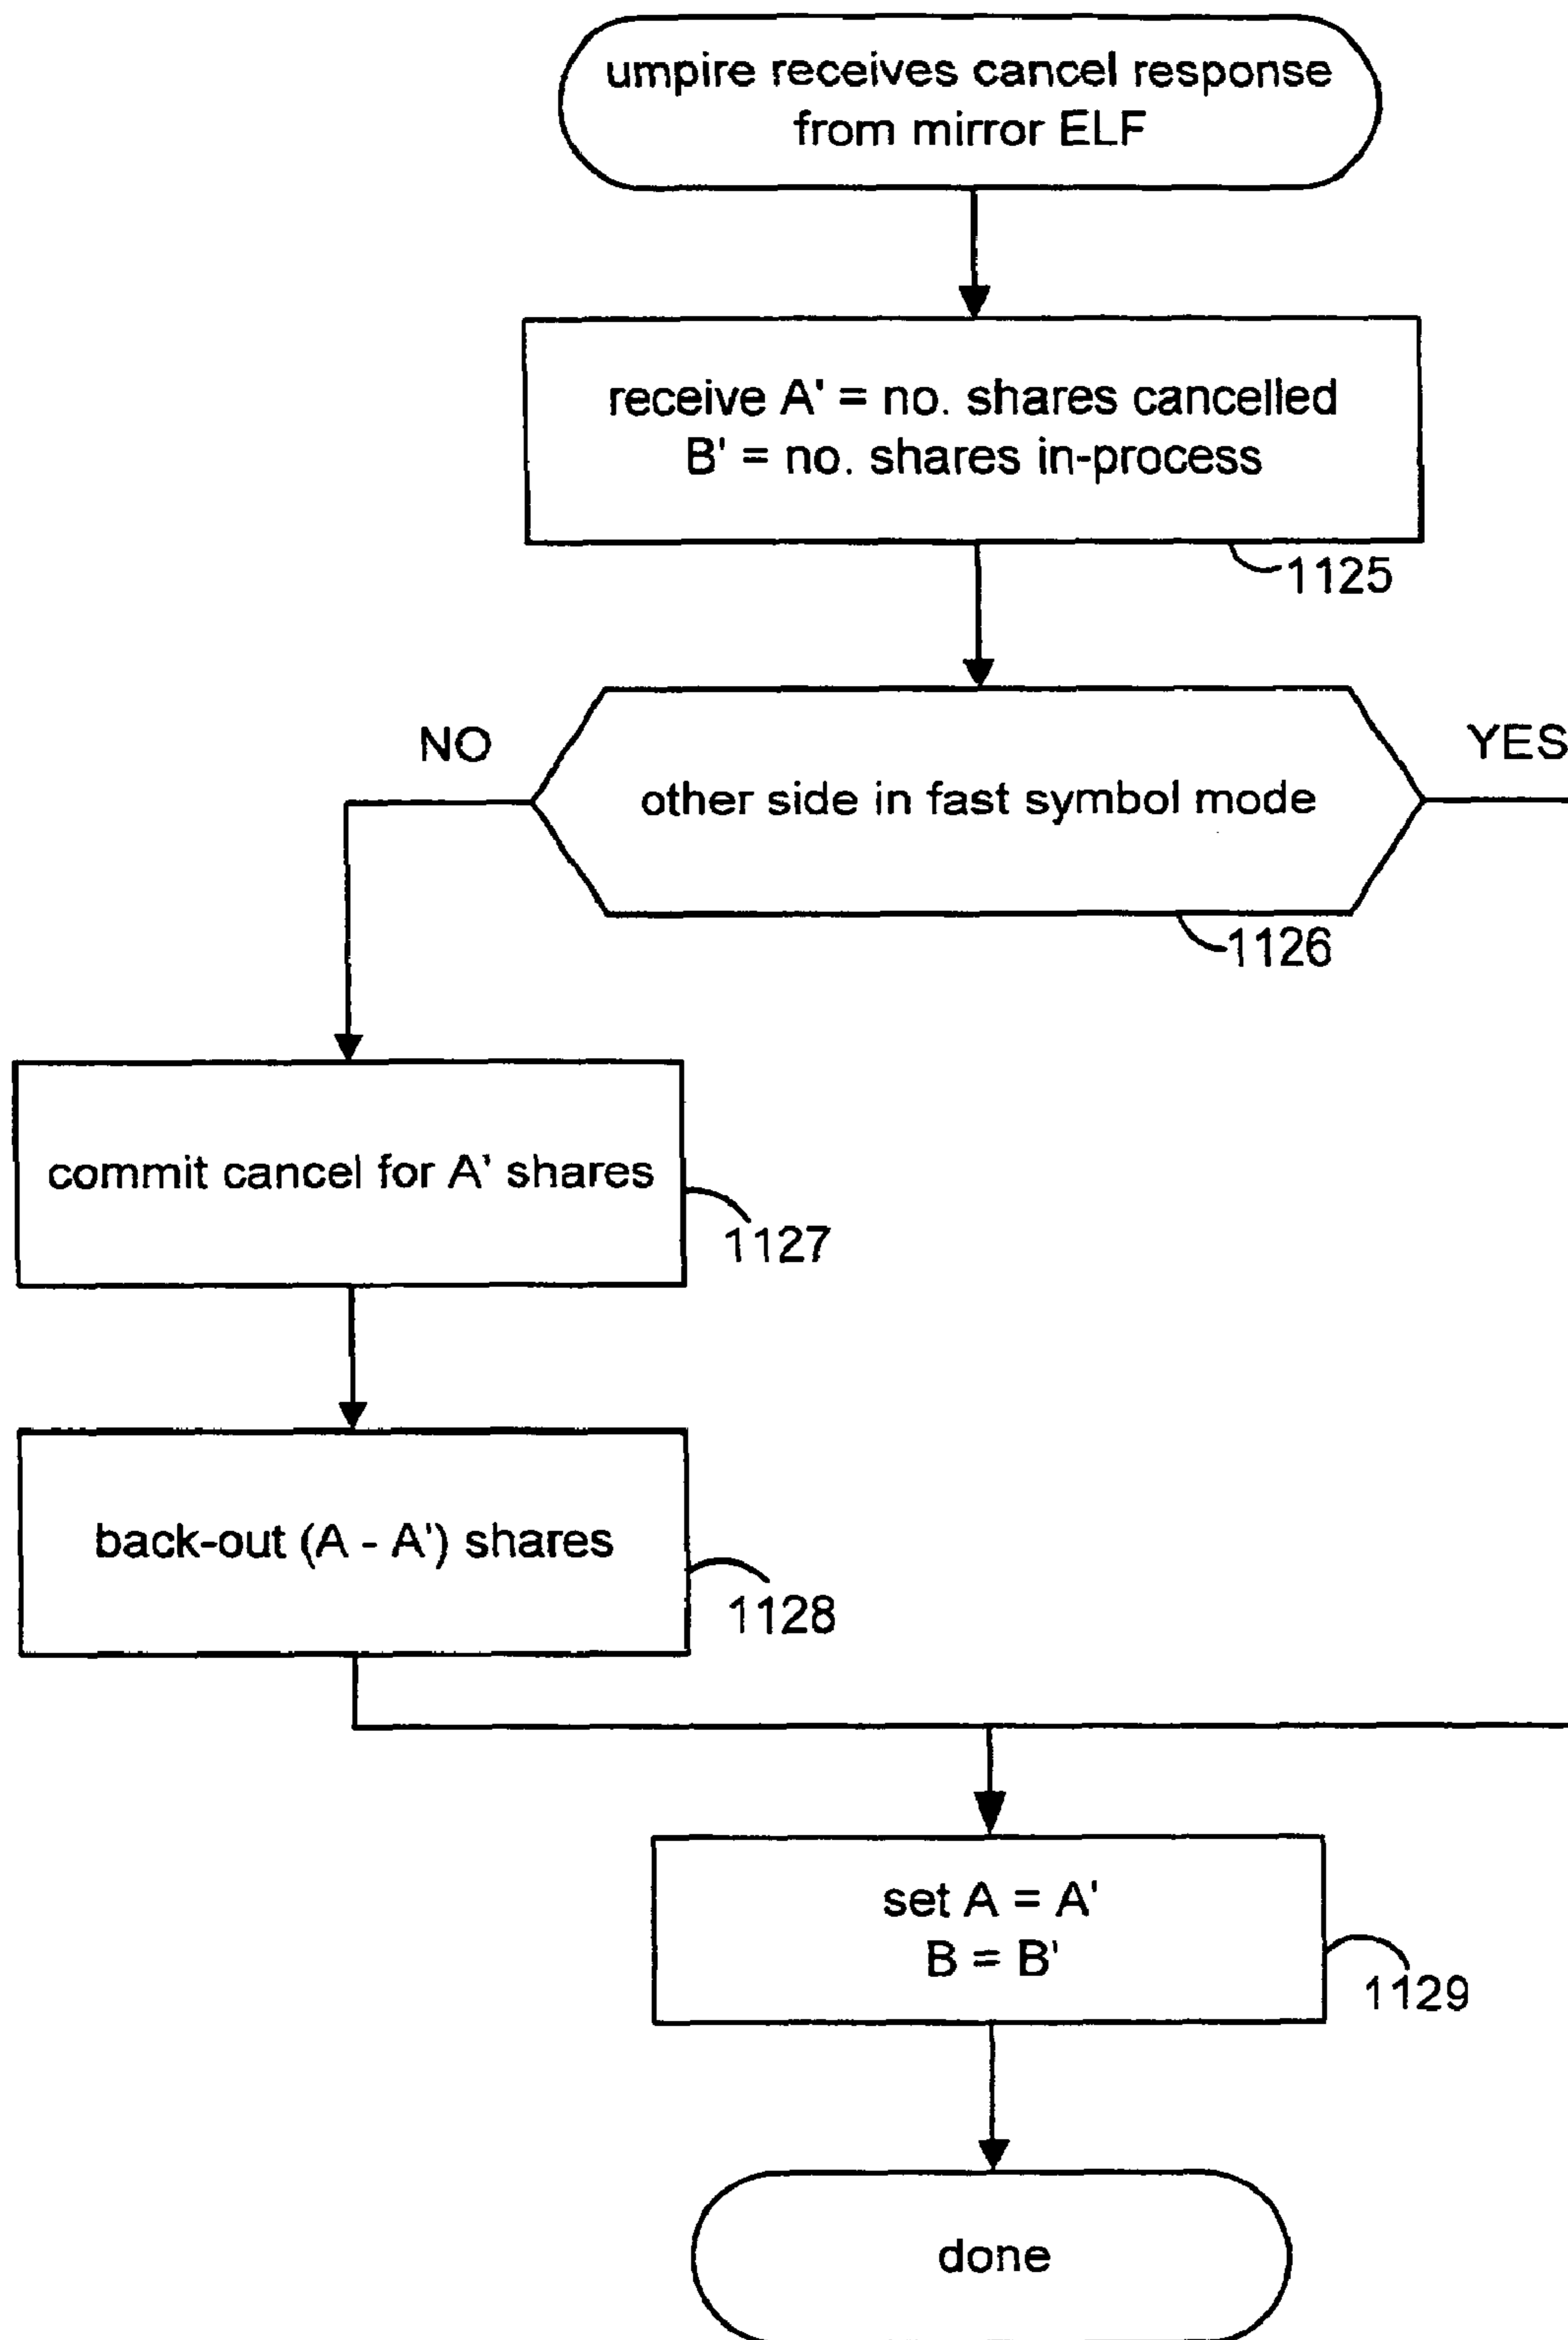 umpire receives cancel response
from mirror ELF
receive A' = no. shares cancelled
B' = no. shares in-process
1125
NO
YES
other side in fast symbol mode
1126
commit cancel for A' shares
1127
back-out (A - A') shares
1128
set A = A'
B = B'
1129
done